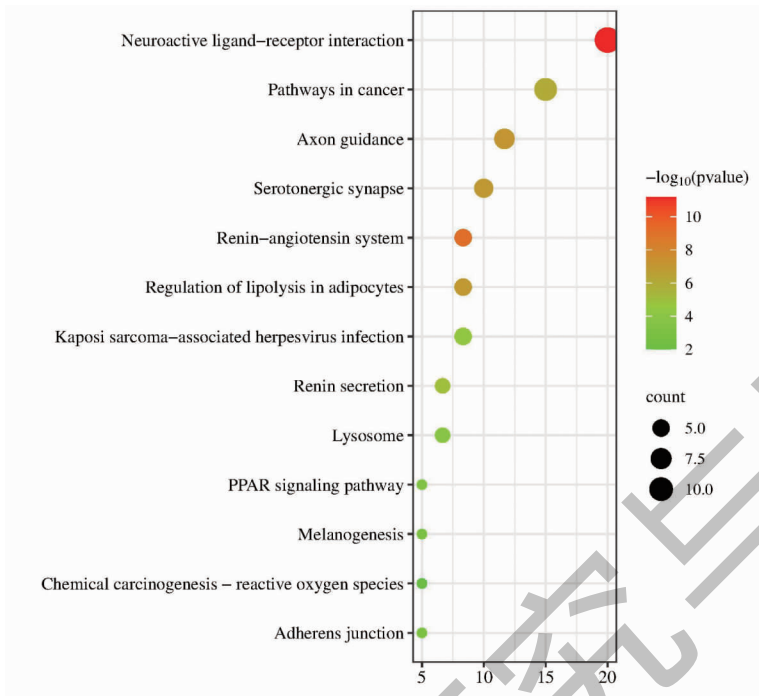 Neuroactive ligand−receptor interaction
Pathways in cancer
Axon guidance
Serotonergic synapse
Renin−angiotensin system
Regulation of lipolysis in adipocytes
Kaposi sarcoma−associated herpesvirus infection
Renin secretion
Lysosome
PPAR signaling pathway
Melanogenesis
Chemical carcinogenesis − reactive oxygen species
Adherens junction
5 10 15 20
−log₁₀(pvalue)
10
8
6
4
2
count
5.0
7.5
10.0
究